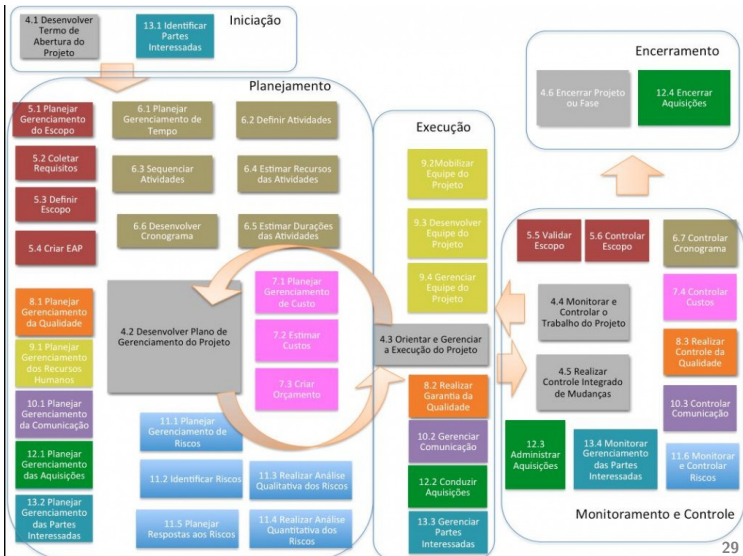 Iniciação
4.1 Desenvolver
Termo de
Abertura do
Projeto
13.1 Identificar
Partes
Interessadas
Planejamento
5.1 Planejar
Gerenciamento
do Escopo
6.1 Planejar
Gerenciamento de
Tempo
6.2 Definir Atividades
5.2 Coletar
Requisitos
6.3 Sequenciar
Atividades
6.4 Estimar Recursos
das Atividades
5.3 Definir
Escopo
5.4 Criar EAP
6.6 Desenvolver
Cronograma
6.5 Estimar Durações
das Atividades
8.1 Planejar
Gerenciamento
da Qualidade
4.2 Desenvolver Plano de
Gerenciamento do Projeto
7.1 Planejar
Gerenciamento
de Custo
7.2 Estimar
Custos
7.3 Criar
Orçamento
9.1 Planejar
Gerenciamento
dos Recursos
Humanos
10.1 Planejar
Gerenciamento
da Comunicação
12.1 Planejar
Gerenciamento
das Aquisições
13.2 Planejar
Gerenciamento
das Partes
Interessadas
11.1 Planejar
Gerenciamento de
Riscos
11.2 Identificar Riscos
11.3 Realizar Análise
Qualitativa dos Riscos
11.5 Planejar
Respostas aos Riscos
11.4 Realizar Análise
Quantitativa dos
Riscos
Execução
9.2Mobilizar
Equipe do
Projeto
9.3 Desenvolver
Equipe do
Projeto
9.4 Gerenciar
Equipe do
Projeto
4.3 Orientar e Gerenciar
a Execução do Projeto
8.2 Realizar
Garantia da
Qualidade
10.2 Gerenciar
Comunicação
12.2 Conduzir
Aquisições
13.3 Gerenciar
Partes
Interessadas
Encerramento
4.6 Encerrar Projeto
ou Fase
12.4 Encerrar
Aquisições
5.5 Validar
Escopo
5.6 Controlar
Escopo
6.7 Controlar
Cronograma
4.4 Monitorar e
Controlar o
Trabalho do Projeto
7.4 Controlar
Custos
4.5 Realizar
Controle Integrado
de Mudanças
8.3 Realizar
Controle da
Qualidade
10.3 Controlar
Comunicação
12.3
Administrar
Aquisições
13.4 Monitorar
Gerenciamento
das Partes
Interessadas
11.6 Monitorar
e Controlar
Riscos
Monitoramento e Controle
29